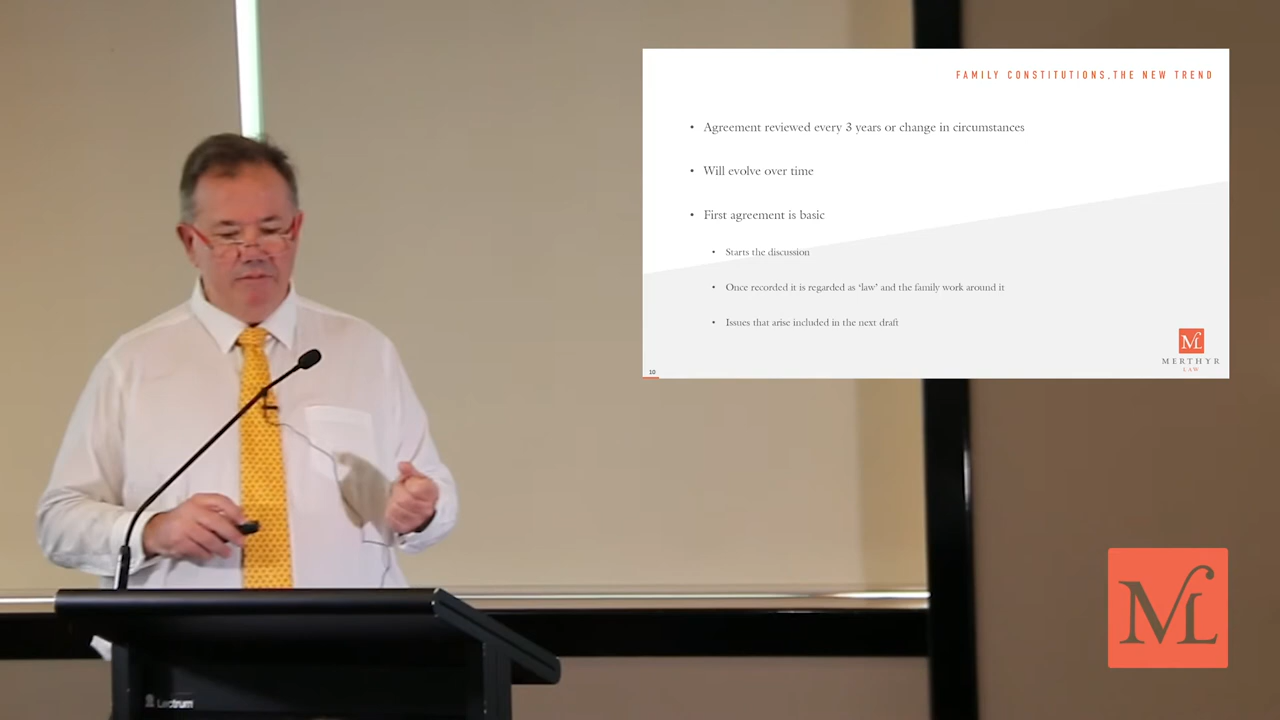 FAMILY CONSTITUTIONS.THE NEW TREND
• Agreement reviewed every 3 years or change in circumstances
• Will evolve over time
• First agreement is basic
• Starts the discussion
• Once recorded it is regarded as ‘law’ and the family work around it
• Issues that arise included in the next draft
10
ML
MERTHYR
LAW
ML
Lectrum